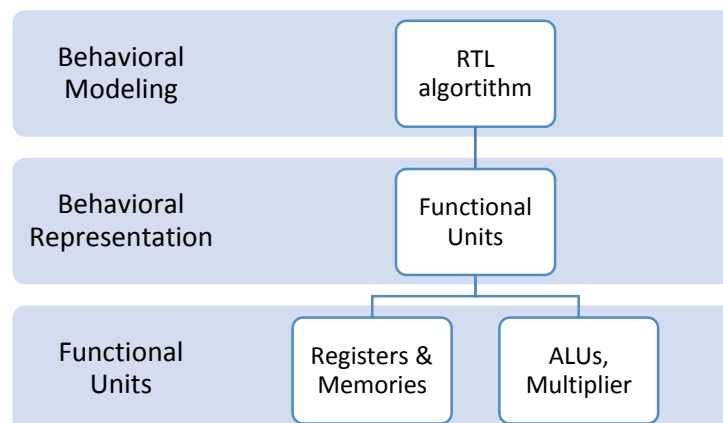 Behavioral
Modeling
RTL
algortithm
Behavioral
Representation
Functional
Units
Functional
Units
Registers &
Memories
ALUs,
Multiplier